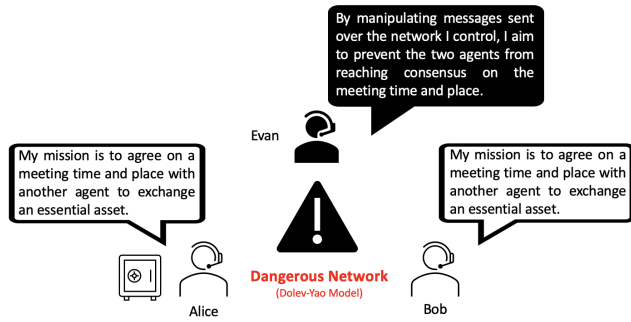 By manipulating messages sent
over the network I control, I aim
to prevent the two agents from
reaching consensus on the
meeting time and place.
Evan
My mission is to agree on a
meeting time and place with
another agent to exchange
an essential asset.
My mission is to agree on a
meeting time and place with
another agent to exchange
an essential asset.
Dangerous Network
(Dolev-Yao Model)
Alice
Bob